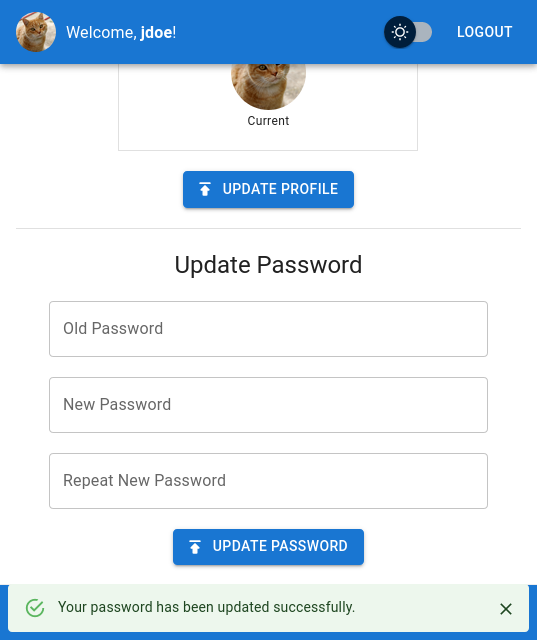 Welcome, jdoe!
LOGOUT
Current
UPDATE PROFILE
Update Password
Old Password
New Password
Repeat New Password
UPDATE PASSWORD
Your password has been updated successfully.